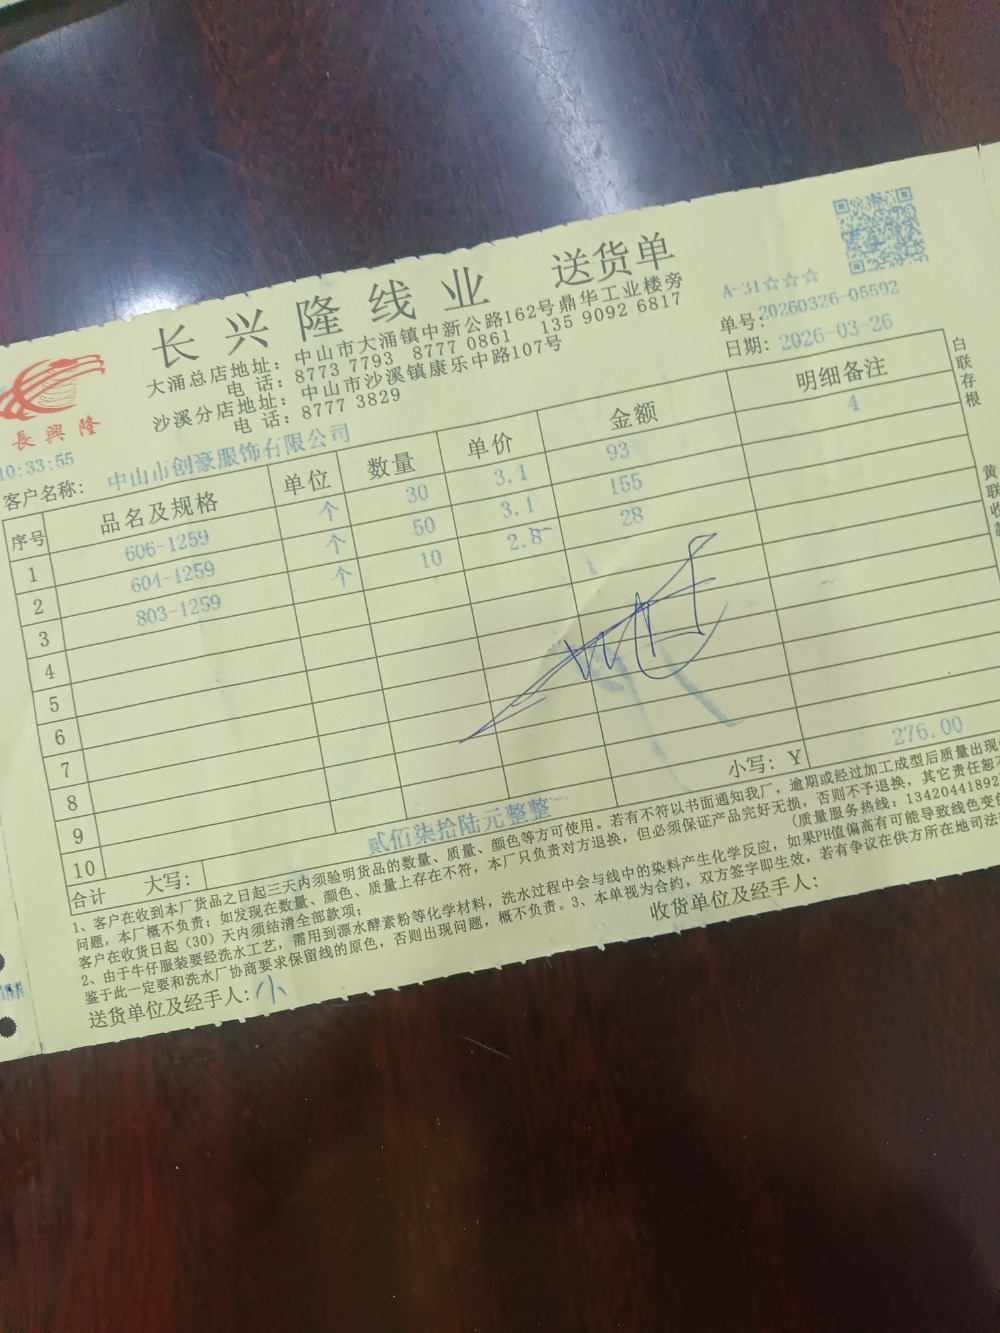 长兴隆线业 送货单
大涌总店地址：中山市大涌镇中新公路162号鼎华工业楼旁
电 话：8773 7793 8777 0861 135 9092 6817
沙溪分店地址：中山市沙溪镇康乐中路107号
电 话：8777 3829
長興隆
A-31☆☆☆
单号：20260326-05592
日期：2026-03-26
10:33:55
客户名称：中山市创豪服饰有限公司
序号 品名及规格 单位 数量 单价 金额 明细备注
1 606-1259 个 30 3.1 93 4
2 604-1259 个 50 3.1 155
3 803-1259 个 10 2.8 28
4
5
6
7
8
9
10
合计 大写：贰佰柒拾陆元整整 小写：Y 276.00
1、客户在收到本厂货品之日起三天内须验明货品的数量、质量、颜色等方可使用。若有不符以书面通知我厂，逾期或经过加工成型后质量出现
问题，本厂概不负责；如发现在数量、颜色、质量上存在不符，本厂只负责对方退换，但必须保证产品完好无损，否则不予退换，其它责任恕不
客户在收货日起（30）天内须结清全部款项； （质量服务热线：1342044189
2、由于牛仔服装要经洗水工艺，需用到漂水酵素粉等化学材料，洗水过程中会与线中的染料产生化学反应，如果PH值偏高有可能导致线色变色
鉴于此一定要和洗水厂协商要求保留线的原色，否则出现问题，概不负责。3、本单视为合约，双方签字即生效，若有争议在供方所在地司法
送货单位及经手人：小 收货单位及经手人：
白联存根
黄联收